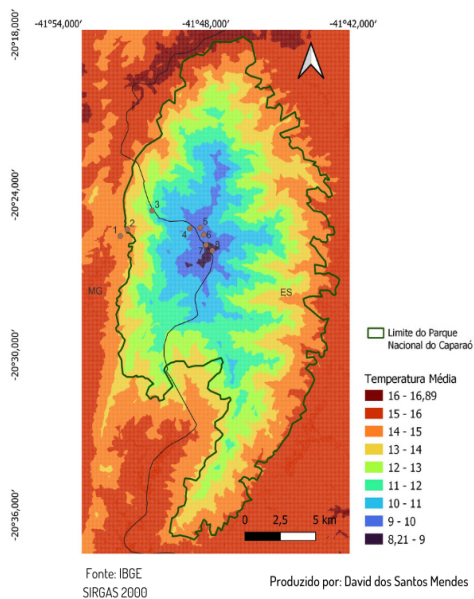 -41°54,000'
-41°48,000'
-41°42,000'
-20°18,000'
-20°24,000'
-20°30,000'
-20°36,000'
3
1
2
4
5
6
7
8
MG
ES
Limite do Parque
Nacional do Caparaó
Temperatura Média
16 - 16,89
15 - 16
14 - 15
13 - 14
12 - 13
11 - 12
10 - 11
9 - 10
8,21 - 9
0 2,5 5 km
Fonte: IBGE
SIRGAS 2000
Produzido por: David dos Santos Mendes